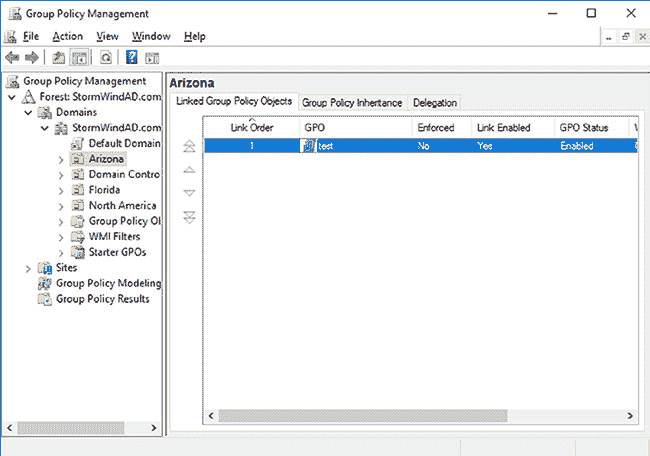 Group Policy Management
File Action View Window Help
Group Policy Management
Forest: StormWindAD.com
Domains
StormWindAD.com
Default Domain
Arizona
Domain Contro
Florida
North America
Group Policy Ob
WMI Filters
Starter GPOs
Sites
Group Policy Modeling
Group Policy Results
Arizona
Linked Group Policy Objects Group Policy Inheritance Delegation
Link Order GPO Enforced Link Enabled GPO Status
1 test No Yes Enabled